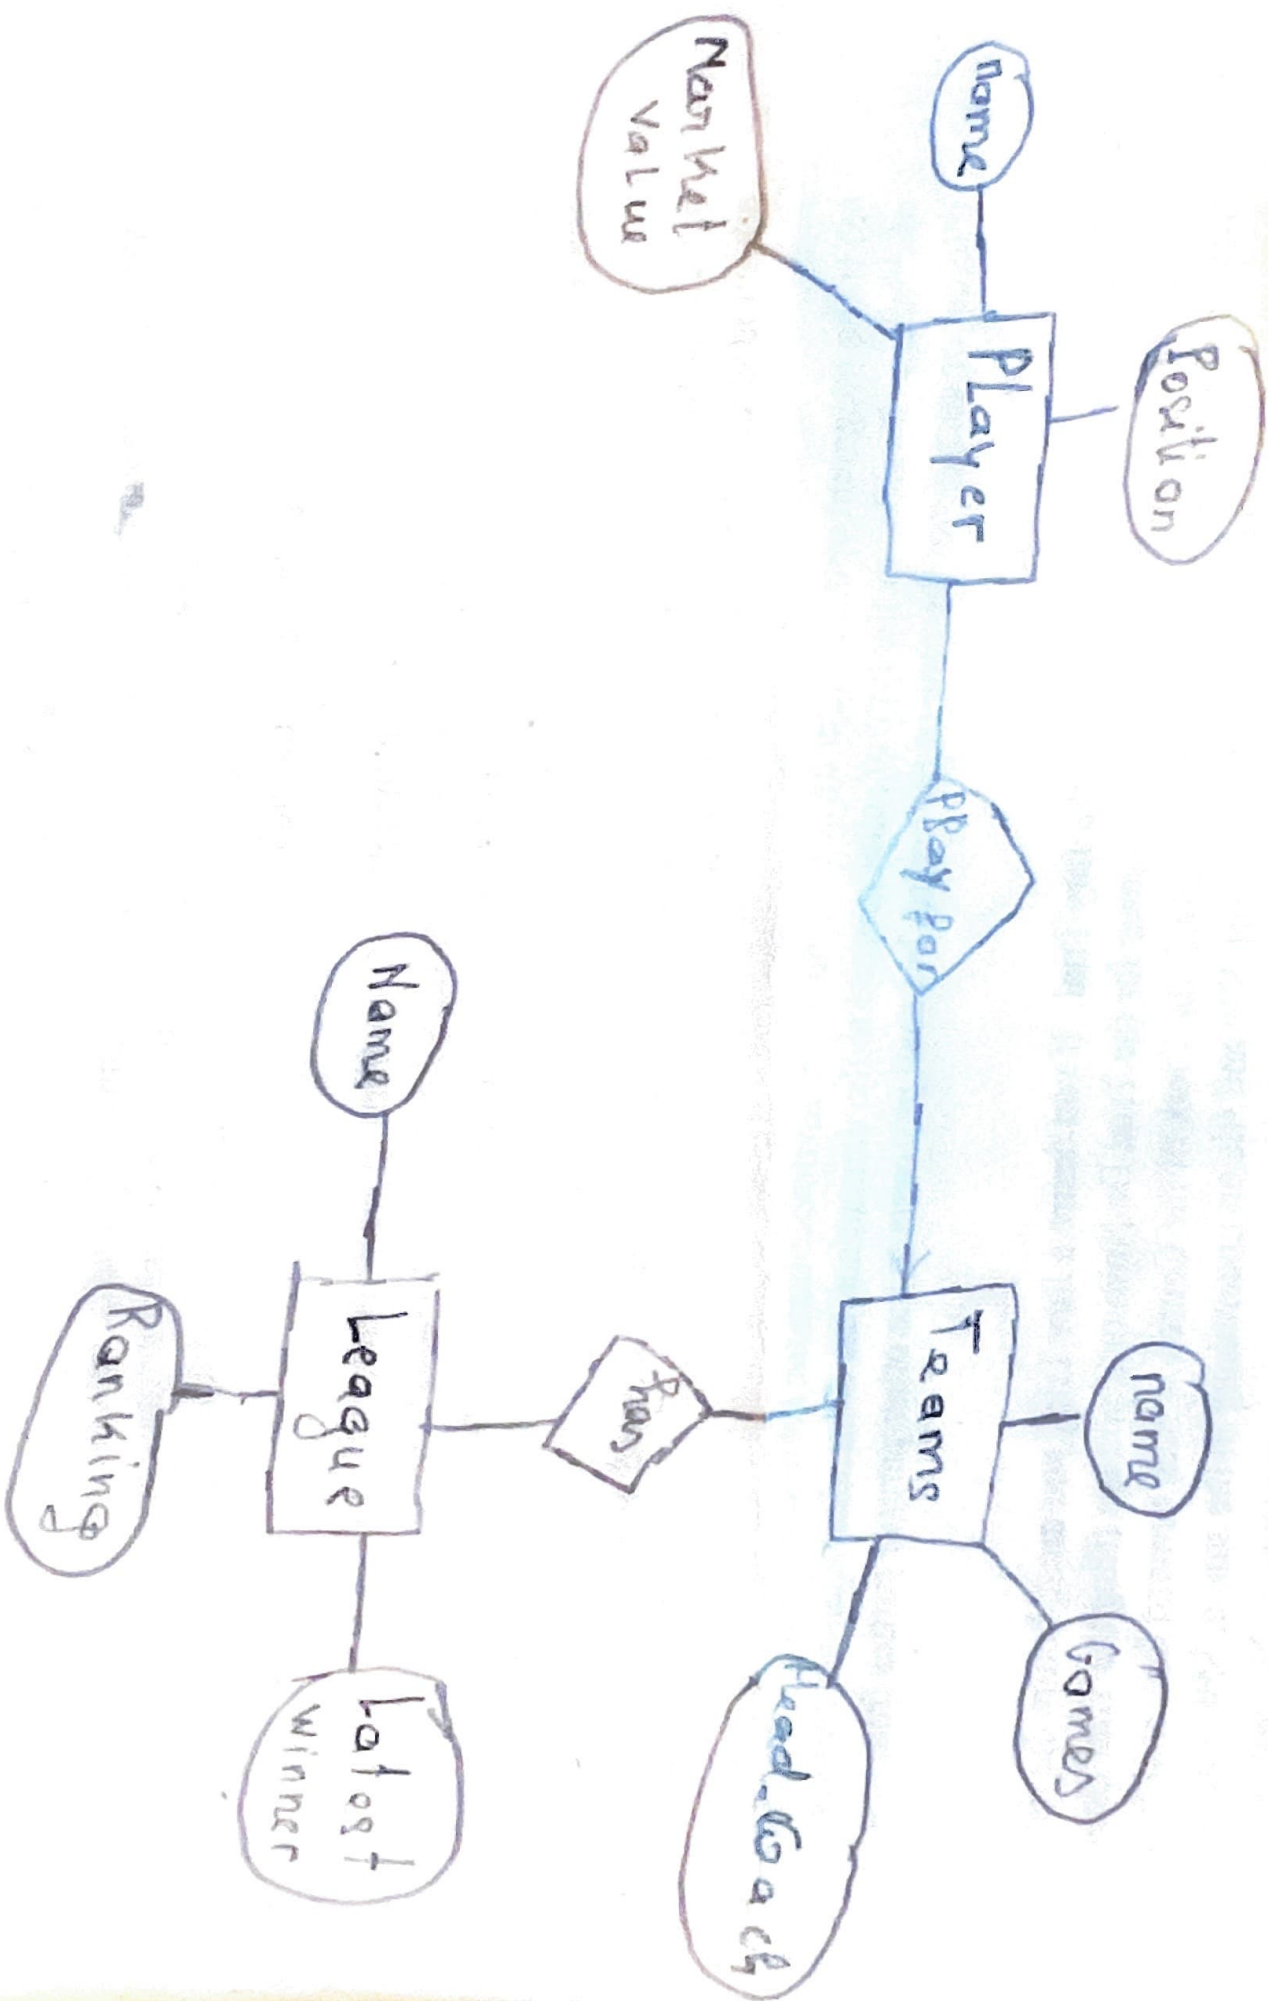 Position
name
Player
Market
Value
Play for
name
Games
Teams
Head_Coach
has
Name
League
Latest
Winner
Ranking